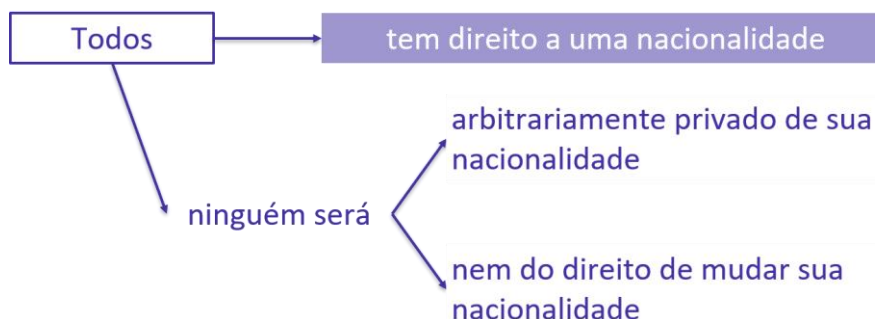 Todos
tem direito a uma nacionalidade
arbitrariamente privado de sua
nacionalidade
ninguém será
nem do direito de mudar sua
nacionalidade